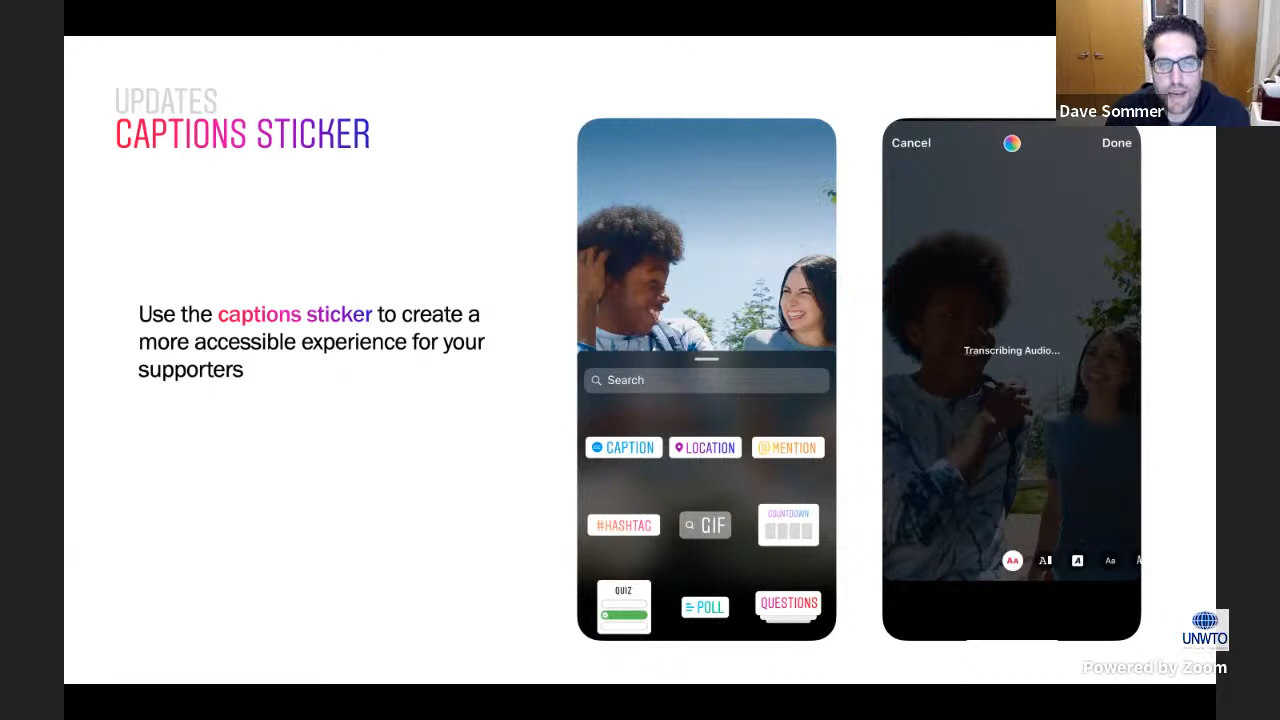 UPDATES
CAPTIONS STICKER
Use the captions sticker to create a
more accessible experience for your
supporters
Search
CAPTION
LOCATION
@MENTION
#HASHTAG
GIF
COUNTDOWN
QUIZ
POLL
QUESTIONS
Cancel
Done
Transcribing Audio...
Aa
A
A
Aa
A
Dave Sommer
UNWTO
Powered by Zoom